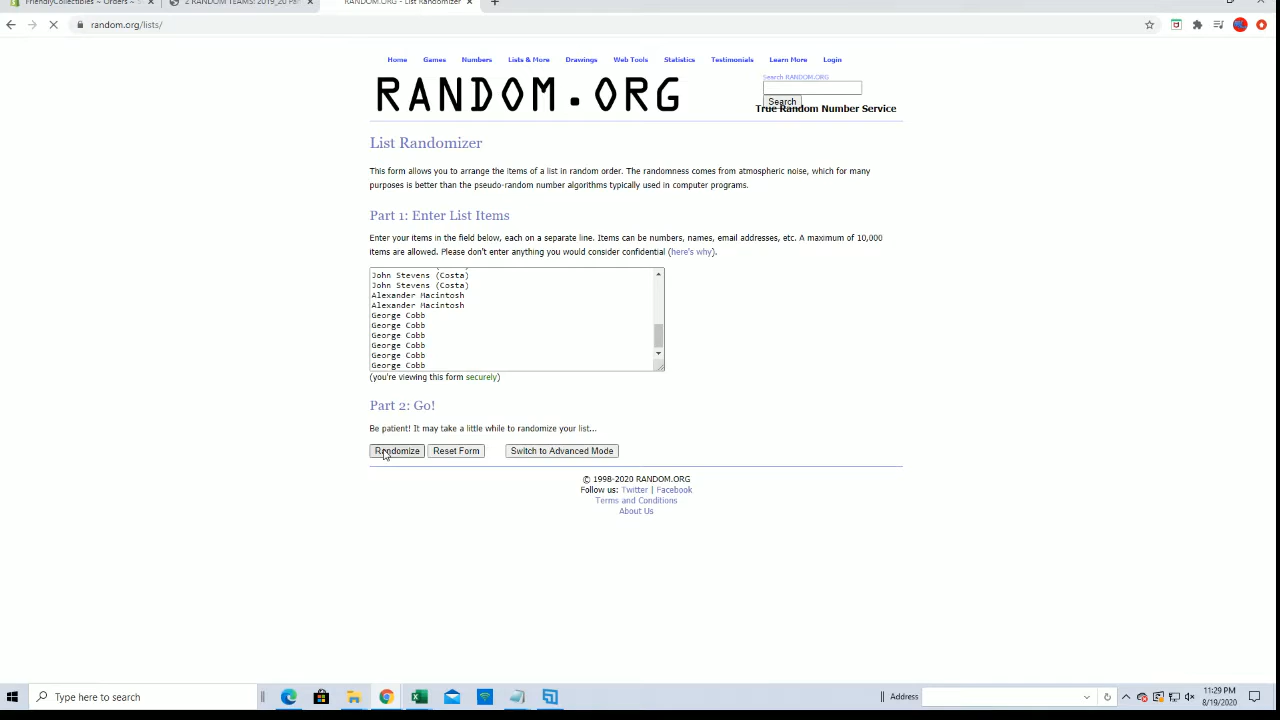 FriendlyCollectibles ~ Orders ~ S
2 RANDOM TEAMS: 2019_20 Pa
RANDOM.ORG - List Randomizer
random.org/lists/
Home Games Numbers Lists & More Drawings Web Tools Statistics Testimonials Learn More Login
Search RANDOM.ORG
RANDOM.ORG
Search
True Random Number Service
List Randomizer
This form allows you to arrange the items of a list in random order. The randomness comes from atmospheric noise, which for many
purposes is better than the pseudo-random number algorithms typically used in computer programs.
Part 1: Enter List Items
Enter your items in the field below, each on a separate line. Items can be numbers, names, email addresses, etc. A maximum of 10,000
items are allowed. Please don't enter anything you would consider confidential (here's why).
John Stevens (Costa)
John Stevens (Costa)
Alexander Macintosh
Alexander Macintosh
George Cobb
George Cobb
George Cobb
George Cobb
George Cobb
George Cobb
(you're viewing this form securely)
Part 2: Go!
Be patient! It may take a little while to randomize your list...
Randomize Reset Form Switch to Advanced Mode
© 1998-2020 RANDOM.ORG
Follow us: Twitter | Facebook
Terms and Conditions
About Us
Type here to search
Address
11:29 PM
8/19/2020